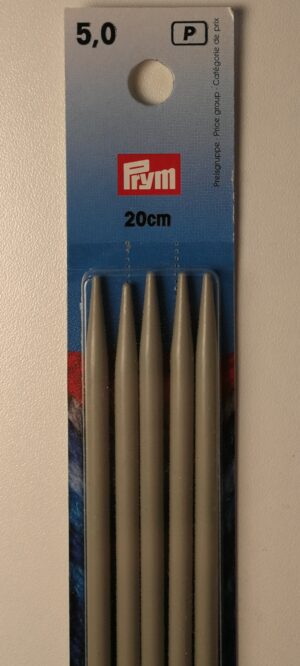 5,0
P
Preisgruppe · Price group · Catégorie de prix
Prym
20cm